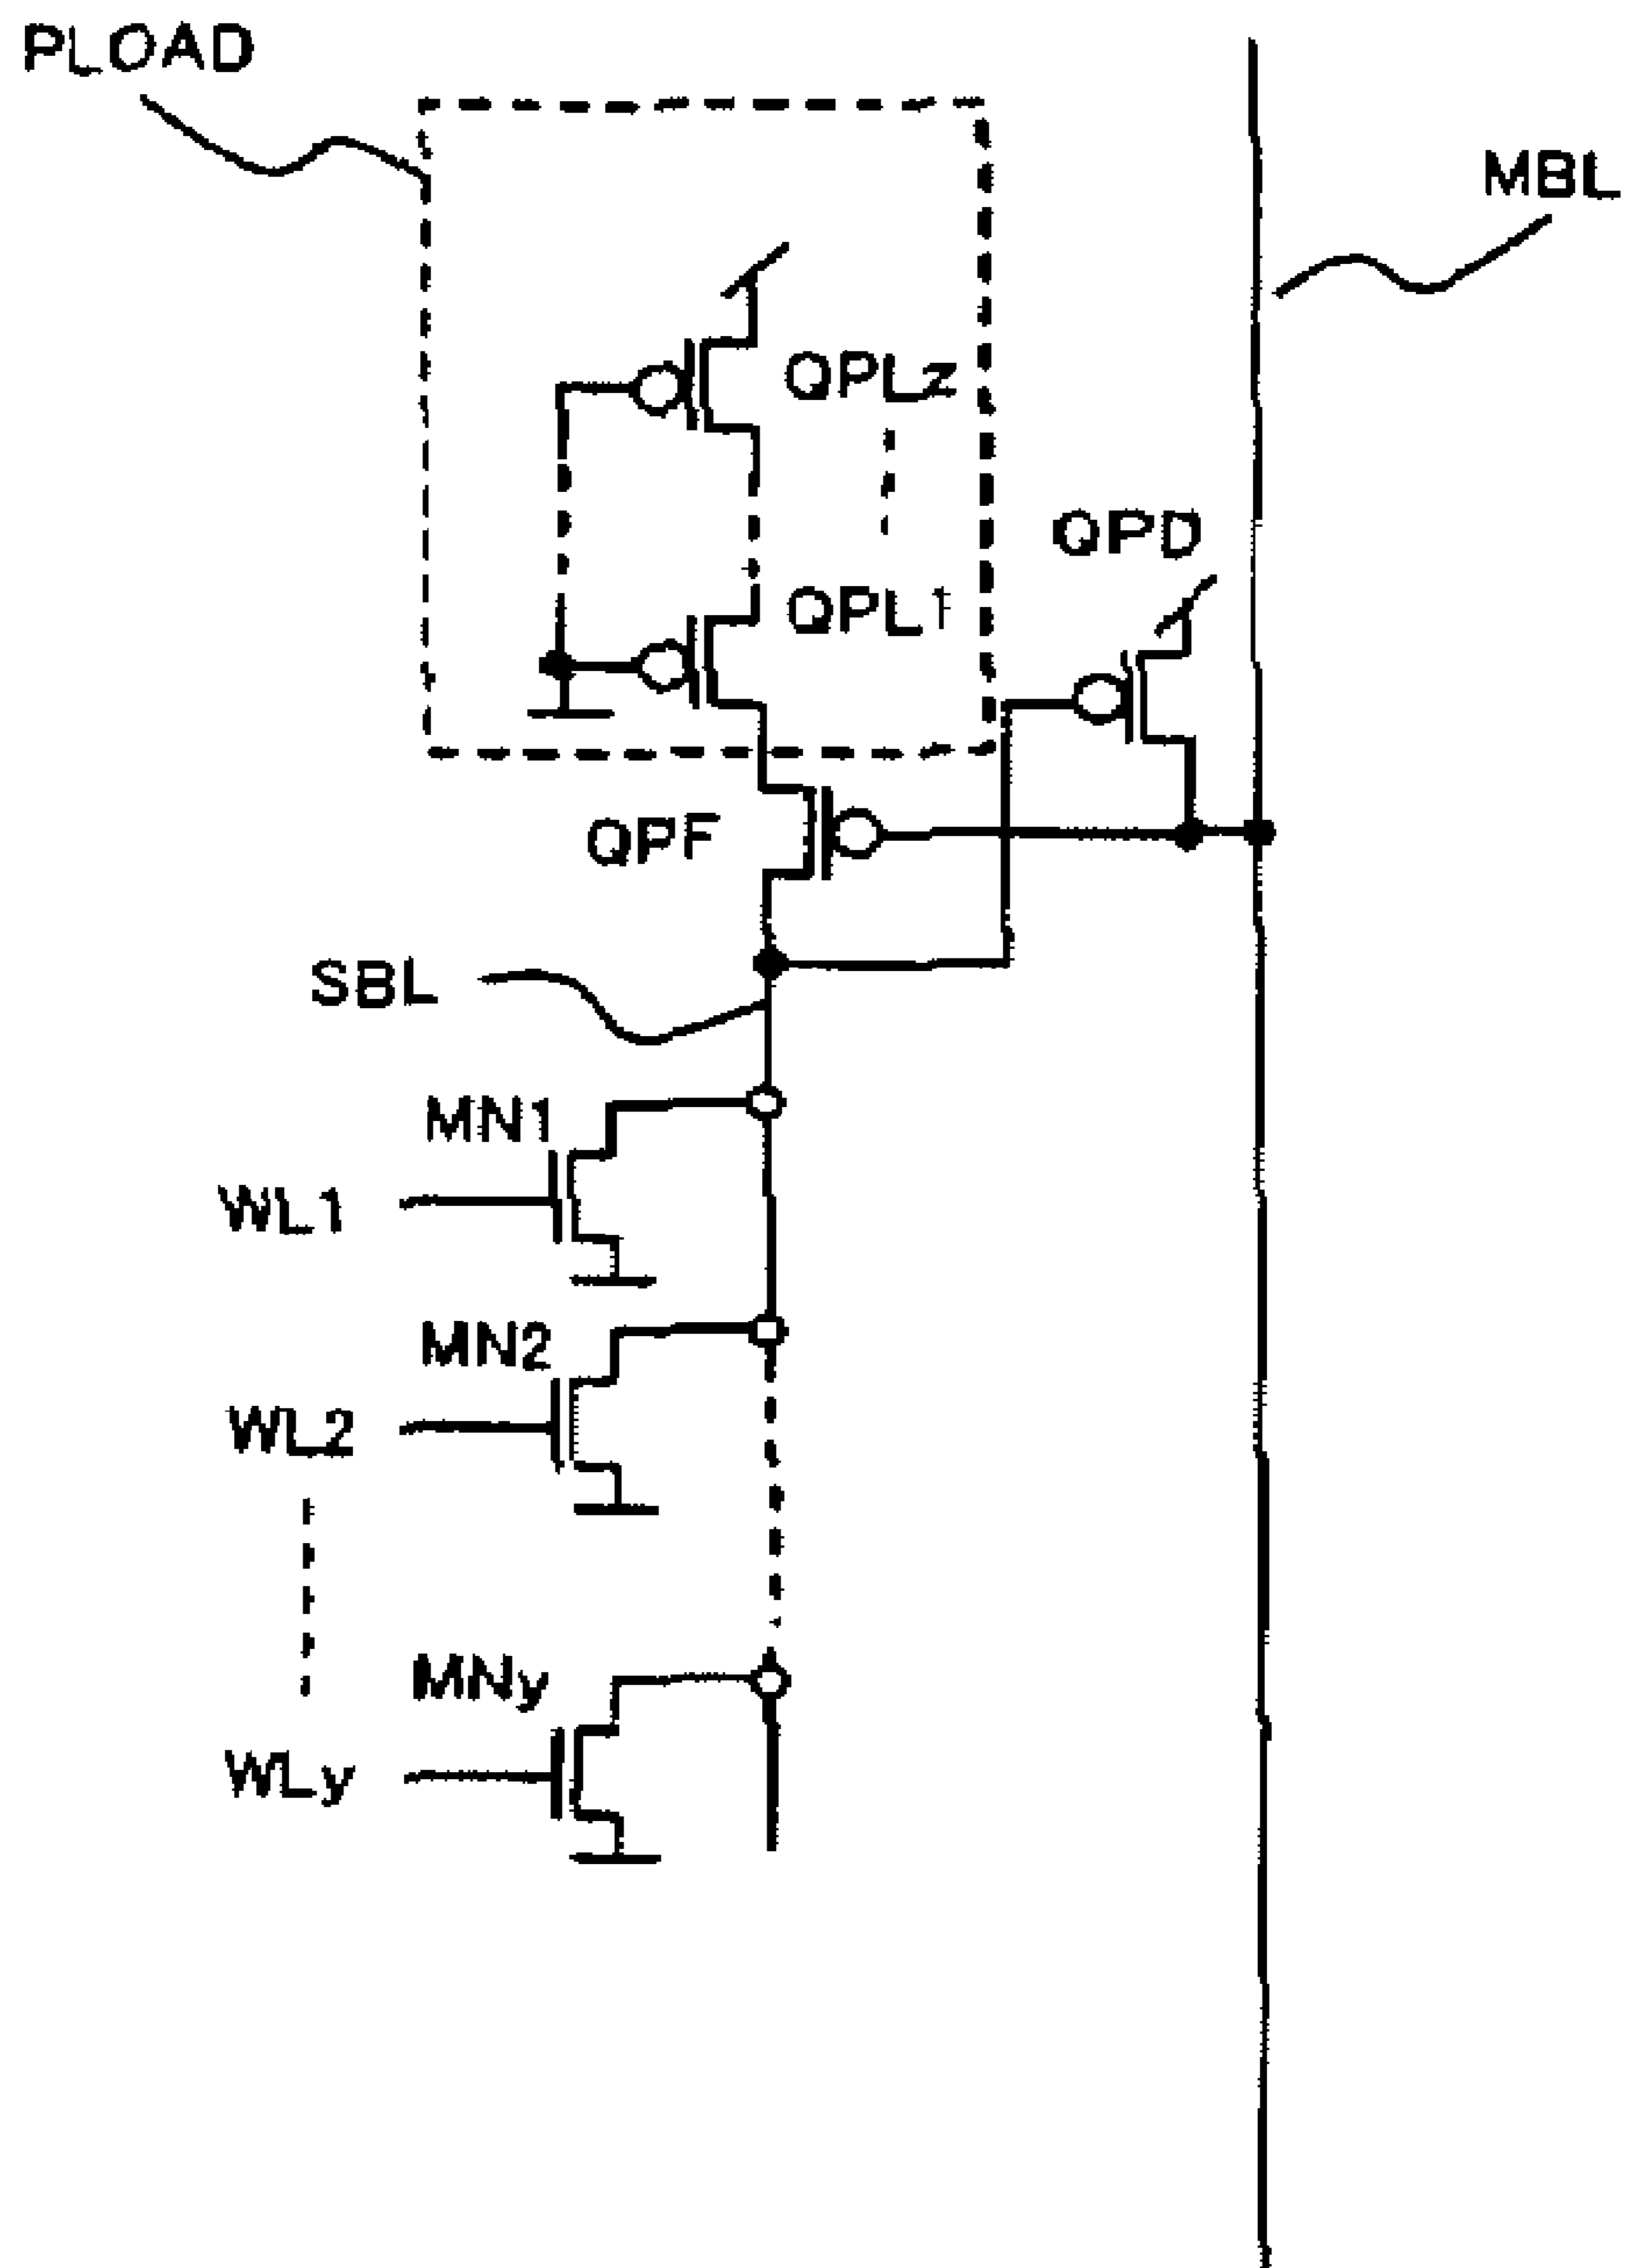 PLOAD
MBL
QPLz
QPD
QPL1
QPF
SBL
MN1
WL1
MN2
WL2
MNy
WLy